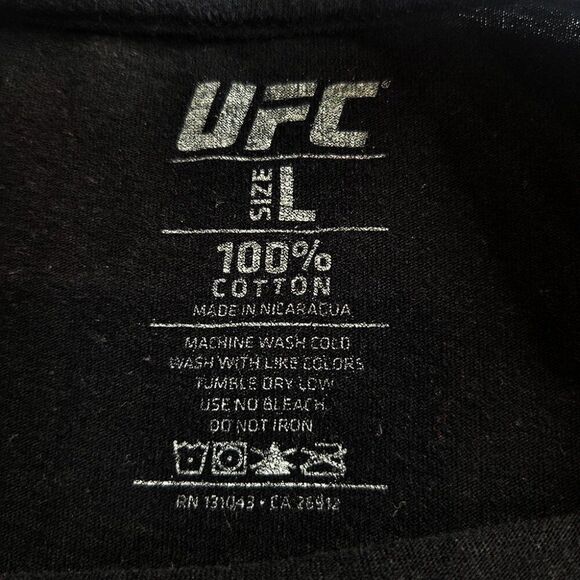 UFC®
SIZE L
100%
COTTON
MADE IN NICARAGUA
MACHINE WASH COLD
WASH WITH LIKE COLORS
TUMBLE DRY LOW
USE NO BLEACH
DO NOT IRON
RN 131043 • CA 26912